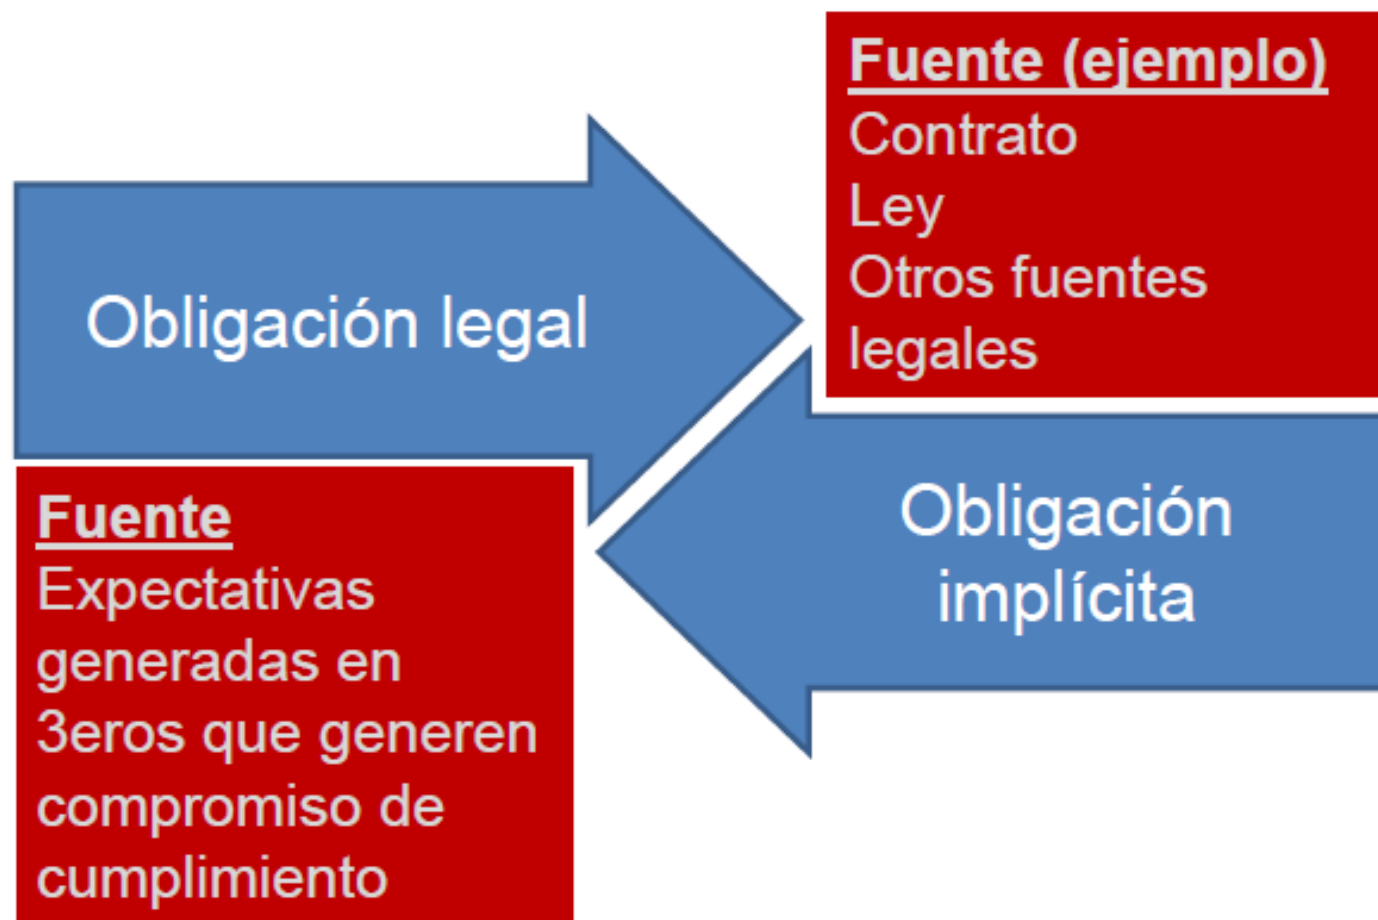 Obligación legal
Fuente (ejemplo)
Contrato
Ley
Otros fuentes
legales
Obligación
implícita
Fuente
Expectativas
generadas en
3eros que generen
compromiso de
cumplimiento